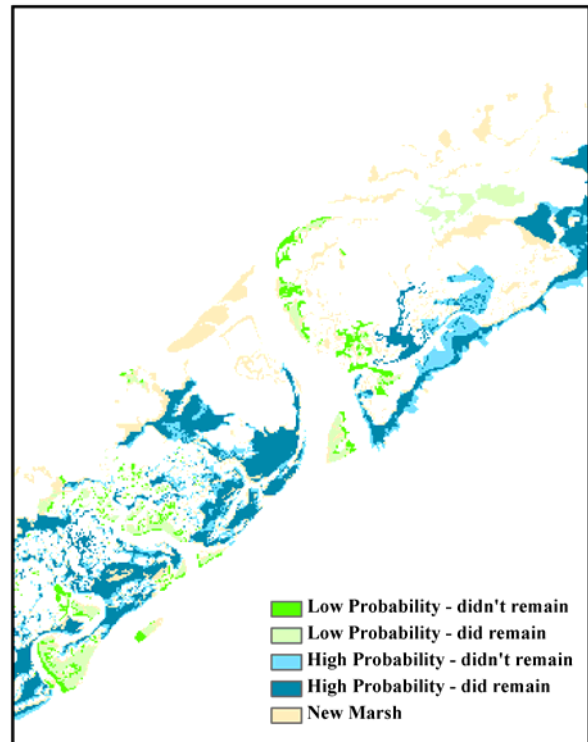 Low Probability - didn't remain
Low Probability - did remain
High Probability - didn't remain
High Probability - did remain
New Marsh